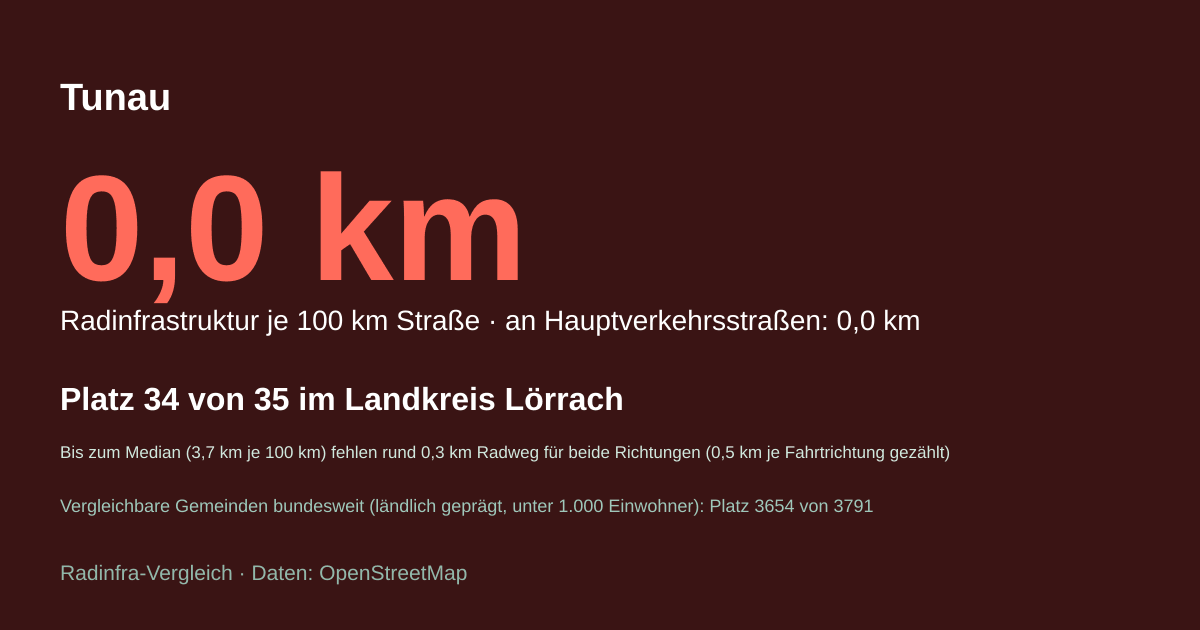 Tunau
0,0 km
Radinfrastruktur je 100 km Straße · an Hauptverkehrsstraßen: 0,0 km
Platz 34 von 35 im Landkreis Lörrach
Bis zum Median (3,7 km je 100 km) fehlen rund 0,3 km Radweg für beide Richtungen (0,5 km je Fahrtrichtung gezählt)
Vergleichbare Gemeinden bundesweit (ländlich geprägt, unter 1.000 Einwohner): Platz 3654 von 3791
Radinfra-Vergleich · Daten: OpenStreetMap